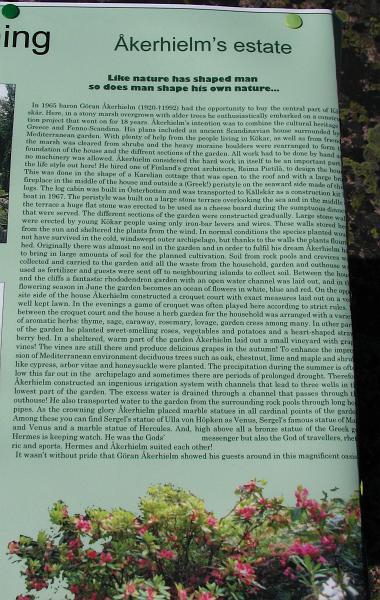 ning
Åkerhielm's estate
Like nature has shaped man
so does man shape his own nature...
In 1965 baron Göran Åkerhielm (1920-†1992) had the opportunity to buy the central part of
skär. Here, in a stony marsh overgrown with alder trees he enthusiastically embarked on a
tion project that went on for 18 years. Åkerhielm's intention was to combine the cultural heritage
Greece and Fenno-Scandinavia. His plans included an ancient Scandinavian house surrounded by
Mediterranean garden. With plenty of help from the people living in Kökar, as well as from friends
the marsh was cleared from shrubs and the heavy moraine boulders were rearranged to form
foundation of the house and the diffrent sections of the garden. All work had to be done by hand
no machinery was allowed. Åkerhielm considered the hard work in itself to be an important part
the life style out here! He hired one of Finland's great architects, Reima Pietilä, to design the house
This was done in the shape of a Karelian cottage that was open to the roof and with a large
fireplace in the middle of the house and outside a (Greek!) peristyle on the seaward side made of
logs. The log cabin was built in Österbotten and was transported to Källskär as a construction kit
boat in 1967. The peristyle was built on a large stone terrace overlooking the sea and in the middle
the terrace a huge flat stone was erected to be used as a cheese board during the sumptuous dinners
that were served. The different sections of the garden were constructed gradually. Large stone walls
were erected by young Kökar people using only iron-bar levers and wires. These walls stored
from the sun and sheltered the plants from the wind. In normal conditions the species planted would
not have survived in the cold, windswept outer archipelago, but thanks to the walls the plants
hed. Originally there was almost no soil in the garden and in order to fulfil his dream Åkerhielm
to bring in large amounts of soil for the planned cultivation. Soil from rock pools and crevices
collected and carried to the garden and all the waste from the household, garden and outhouse
used as fertilizer and guests were sent off to neighbouring islands to collect soil. Between the house
and the cliffs a fantastic rhododendron garden with an open water channel was laid out, and in the
flowering season in June the garden becomes an ocean of flowers in white, blue and red. On the
site side of the house Åkerhielm constructed a croquet court with exact measures laid out on a
well kept lawn. In the evenings a game of croquet was often played here according to strict rules.
between the croquet court and the house a herb garden for the household was arranged with a
of aromatic herbs: thyme, sage, caraway, rosemary, lovage, garden cress among many. In other parts
of the garden he planted sweet-smelling roses, vegetables and potatoes and a heart-shaped
berry bed. In a sheltered, warm part of the garden Åkerhielm laid out a small vineyard with
vines! The vines are still there and produce delicious grapes in the autumn! To enhance the
sion of Mediterranean environment deciduous trees such as oak, chestnut, lime and maple and
like cypress, arbor vitae and honeysuckle were planted. The precipitation during the summer is often
low this far out in the archipelago and sometimes there are periods of prolonged drought. Therefore
Åkerhielm constructed an ingenious irrigation system with channels that lead to three wells in the
lowest part of the garden. The excess water is drained through a channel that passes through the
outhouse! He also transported water to the garden from the surrounding rock pools through long
pipes. As the crowning glory Åkerhielm placed marble statues in all cardinal points of the garden
Among these you can find Sergel's statue of Ulla von Höpken as Venus, Sergel's famous statue of
and Venus and a marble statue of Hercules. And, high above all a bronze statue of the Greek
Hermes is keeping watch. He was the Gods' messenger but also the God of travellers,
ric and sports. Hermes and Åkerhielm suited each other!
It wasn't without pride that Göran Åkerhielm showed his guests around in this magnificent